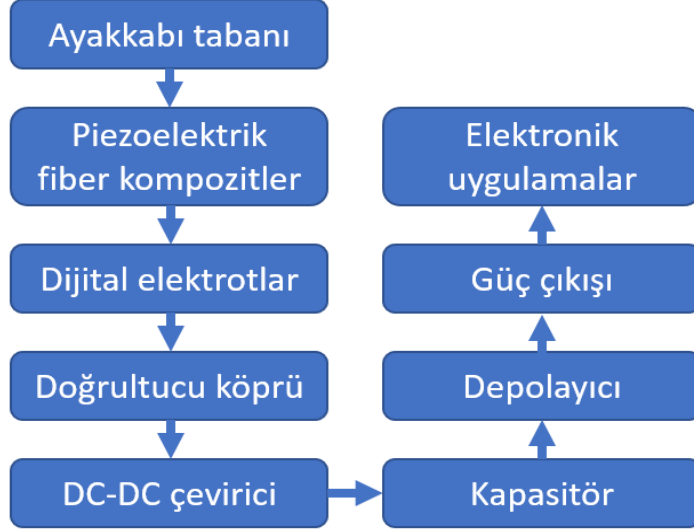 Ayakkabı tabanı
Piezoelektrik
fiber kompozitler
Dijital elektrotlar
Doğrultucu köprü
DC-DC çevirici
Kapasitör
Depolayıcı
Güç çıkışı
Elektronik
uygulamalar